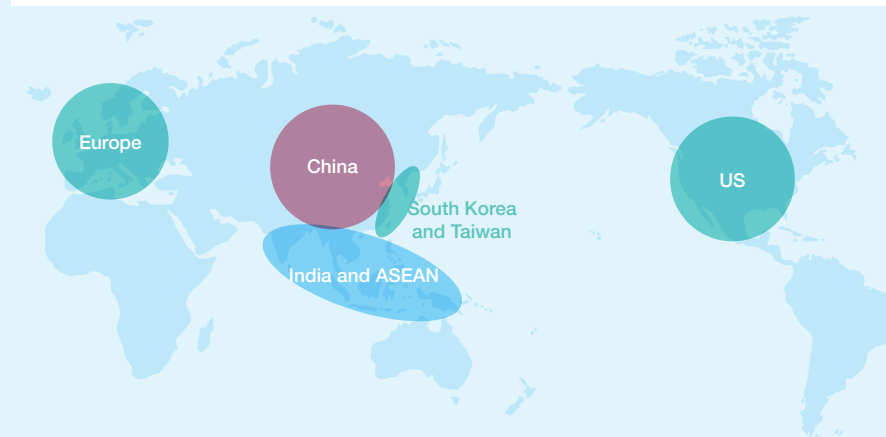 Europe
China
US
South Korea
and Taiwan
India and ASEAN